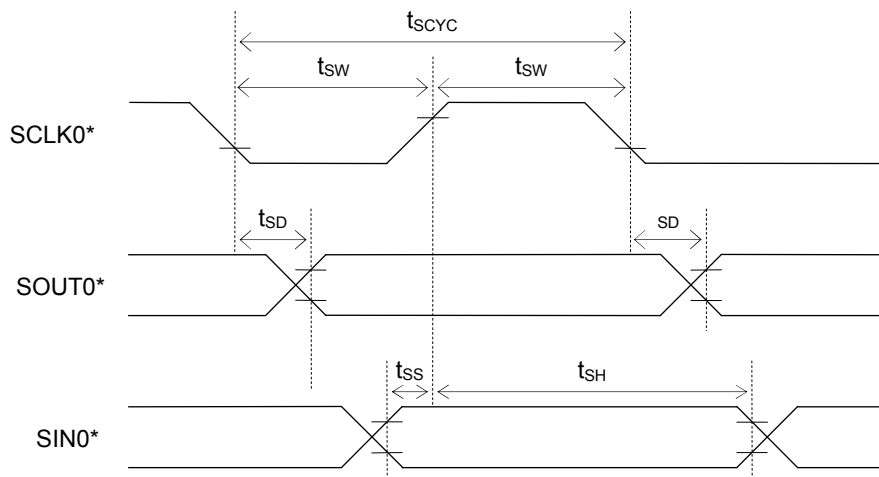 tSCYC
tSW tSW
SCLK0*
tSD SD
SOUT0*
tSS tSH
SIN0*